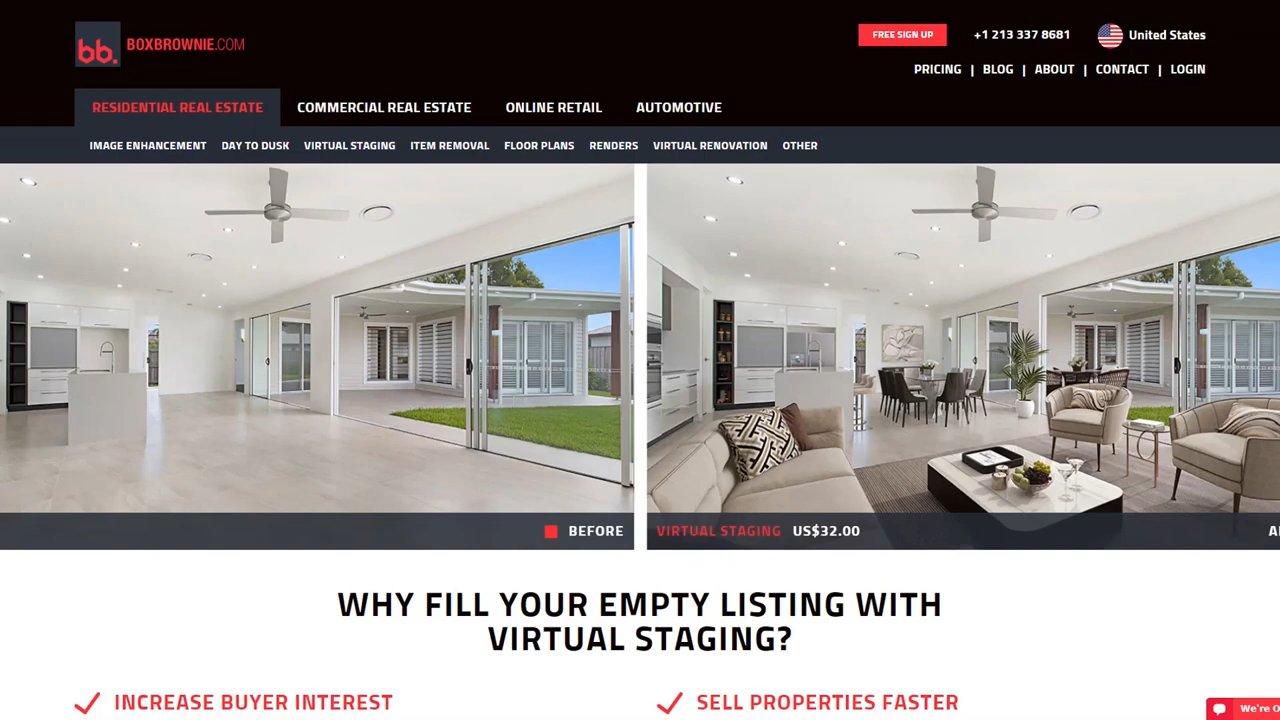 bb. BOXBROWNIE.COM
FREE SIGN UP +1 213 337 8681 United States
PRICING | BLOG | ABOUT | CONTACT | LOGIN
RESIDENTIAL REAL ESTATE COMMERCIAL REAL ESTATE ONLINE RETAIL AUTOMOTIVE
IMAGE ENHANCEMENT DAY TO DUSK VIRTUAL STAGING ITEM REMOVAL FLOOR PLANS RENDERS VIRTUAL RENOVATION OTHER
BEFORE VIRTUAL STAGING US$32.00
WHY FILL YOUR EMPTY LISTING WITH
VIRTUAL STAGING?
INCREASE BUYER INTEREST SELL PROPERTIES FASTER
We're